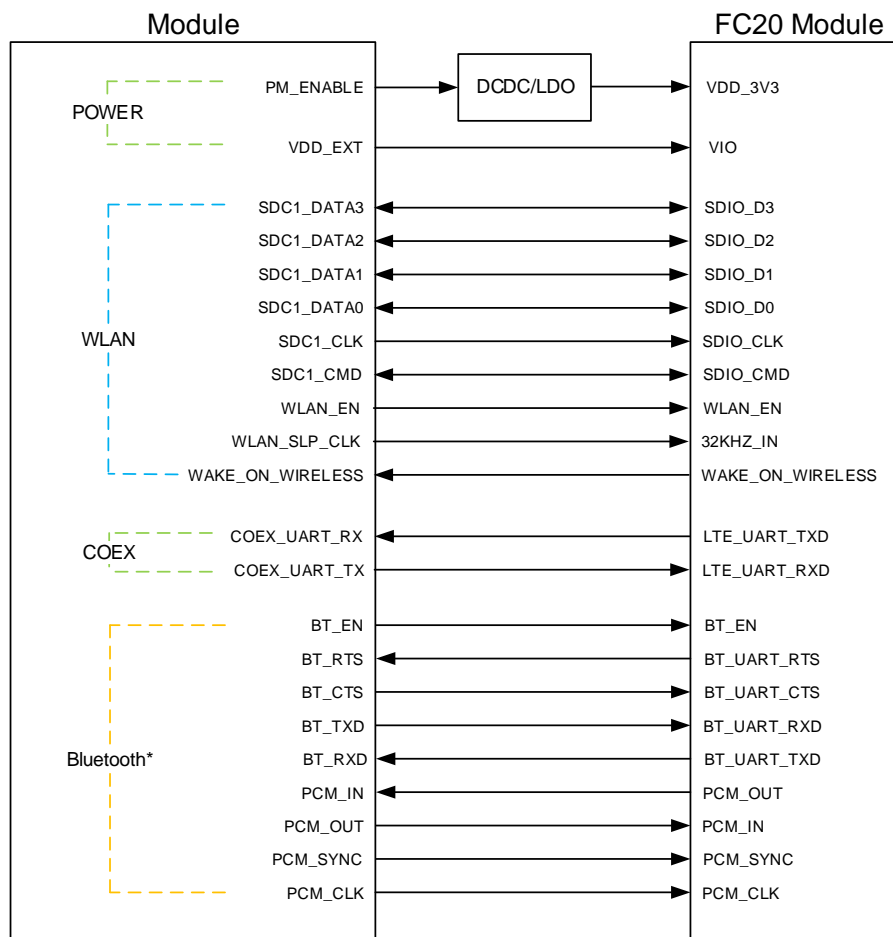 Module FC20 Module
PM_ENABLE DCDC/LDO VDD_3V3
POWER
VDD_EXT VIO
SDC1_DATA3 SDIO_D3
SDC1_DATA2 SDIO_D2
SDC1_DATA1 SDIO_D1
SDC1_DATA0 SDIO_D0
WLAN SDC1_CLK SDIO_CLK
SDC1_CMD SDIO_CMD
WLAN_EN WLAN_EN
WLAN_SLP_CLK 32KHZ_IN
WAKE_ON_WIRELESS WAKE_ON_WIRELESS
COEX_UART_RX LTE_UART_TXD
COEX
COEX_UART_TX LTE_UART_RXD
BT_EN BT_EN
BT_RTS BT_UART_RTS
BT_CTS BT_UART_CTS
BT_TXD BT_UART_RXD
Bluetooth* BT_RXD BT_UART_TXD
PCM_IN PCM_OUT
PCM_OUT PCM_IN
PCM_SYNC PCM_SYNC
PCM_CLK PCM_CLK